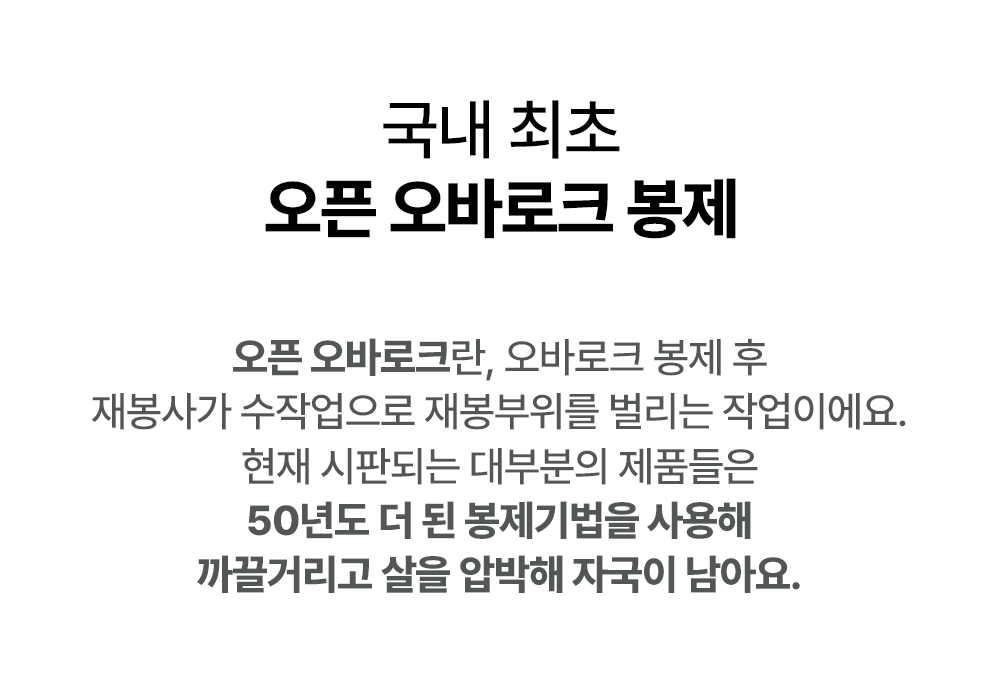 국내 최초
오픈 오바로크 봉제
오픈 오바로크란, 오바로크 봉제 후
재봉사가 수작업으로 재봉부위를 벌리는 작업이에요.
현재 시판되는 대부분의 제품들은
50년도 더 된 봉제기법을 사용해
까끌거리고 살을 압박해 자국이 남아요.